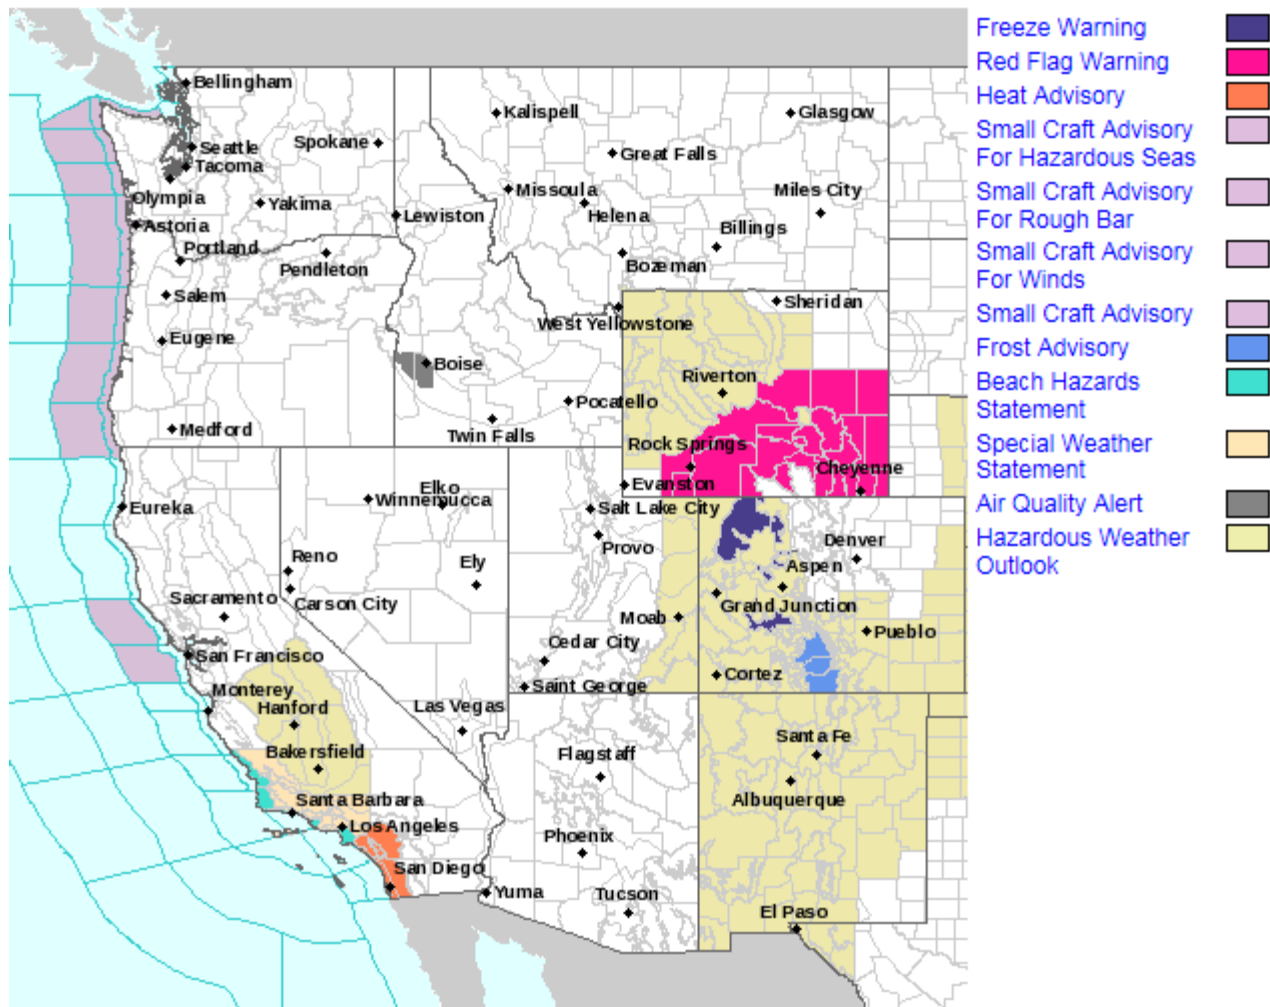 Bellingham
Seattle
Tacoma
Spokane
Olympia
Yakima
Astoria
Portland
Pendleton
Salem
Eugene
Medford
Lewiston
Kalispell
Glasgow
Great Falls
Missoula
Miles City
Helena
Billings
Bozeman
Sheridan
West Yellowstone
Boise
Riverton
Pocatello
Twin Falls
Rock Springs
Cheyenne
Evanston
Eureka
Elko
Winnemucca
Salt Lake City
Provo
Denver
Reno
Ely
Aspen
Carson City
Grand Junction
Sacramento
Moab
Pueblo
San Francisco
Cedar City
Cortez
Monterey
Saint George
Hanford
Las Vegas
Bakersfield
Flagstaff
Santa Fe
Santa Barbara
Albuquerque
Los Angeles
Phoenix
San Diego
Yuma
Tucson
El Paso
Freeze Warning
Red Flag Warning
Heat Advisory
Small Craft Advisory
For Hazardous Seas
Small Craft Advisory
For Rough Bar
Small Craft Advisory
For Winds
Small Craft Advisory
Frost Advisory
Beach Hazards
Statement
Special Weather
Statement
Air Quality Alert
Hazardous Weather
Outlook